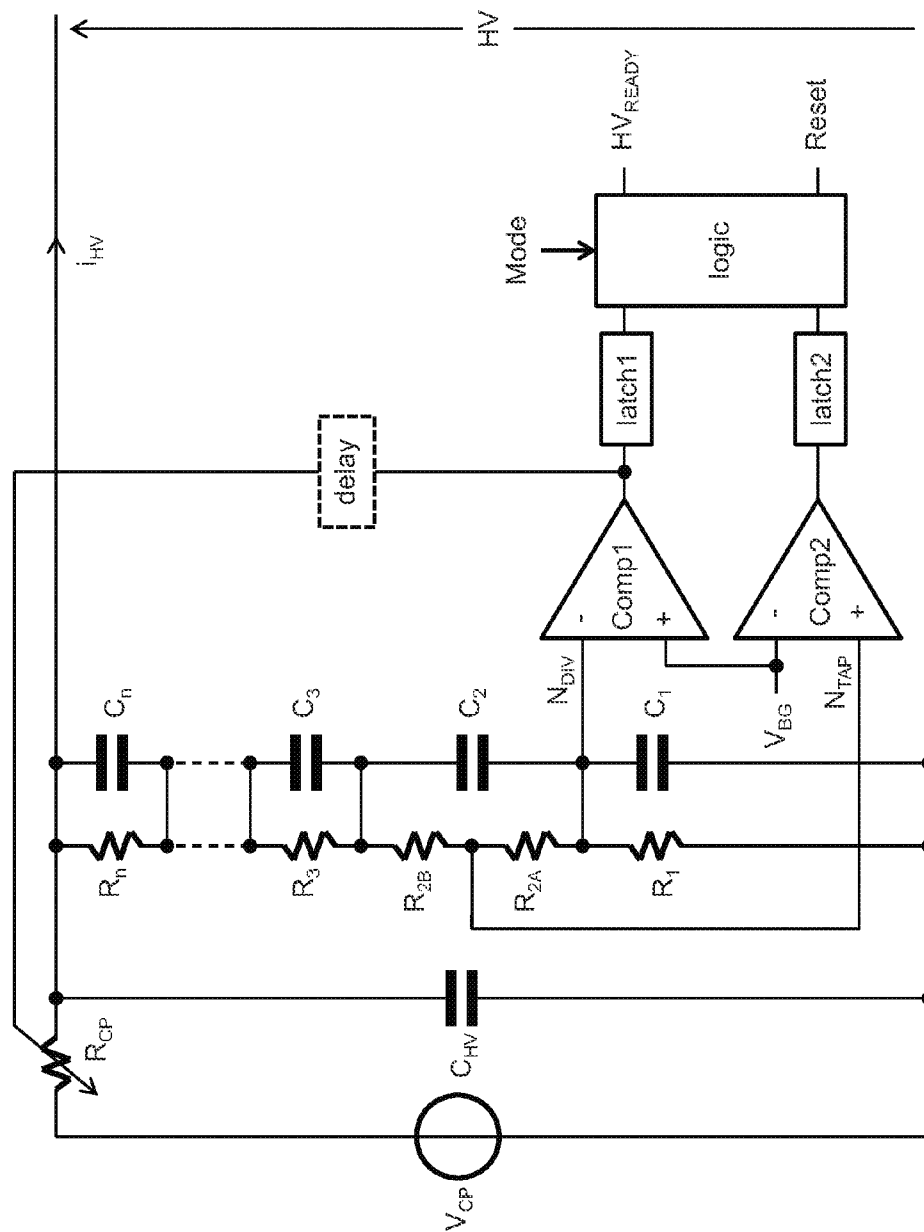 V_CP
R_CP
C_HV
i_HV
HV
R_n
C_n
R_3
C_3
R_2B
C_2
R_2A
R_1
C_1
N_DIV
V_BG
N_TAP
-
Comp1
+
-
Comp2
+
delay
latch1
latch2
Mode
logic
HV_READY
Reset